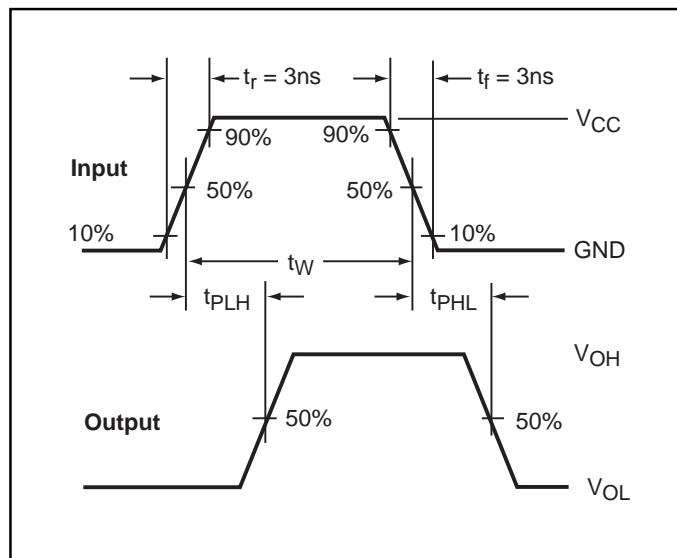 tr = 3ns
tf = 3ns
VCC
90%
90%
Input
50%
50%
10%
10%
GND
tW
tPLH
tPHL
VOH
Output
50%
50%
VOL